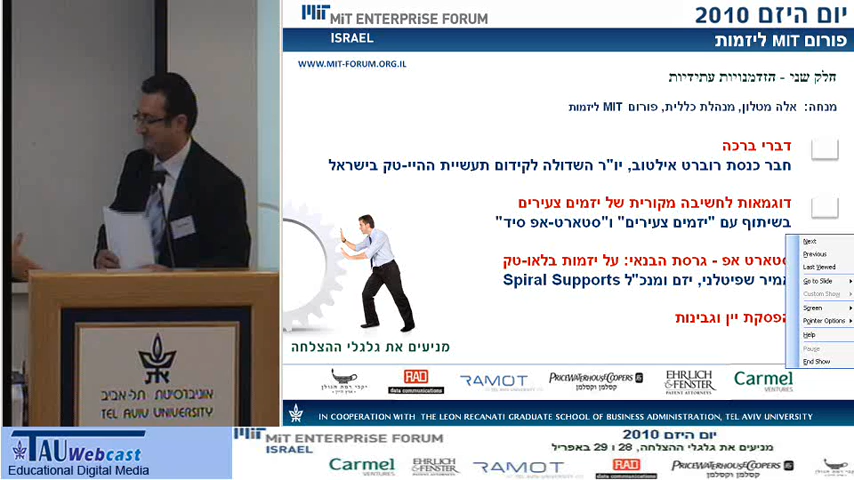 MIT ENTERPRISE FORUM
ISRAEL
יום היזם 2010
פורום MIT ליזמות
WWW.MIT-FORUM.ORG.IL
חלק שני - הזדמנויות עתידיות
מנחה: אלה מטלון, מנהלת כללית, פורום MIT ליזמות
דברי ברכה
חבר כנסת רוברט אילטוב, יו"ר השדולה לקידום תעשיית ההיי-טק בישראל
דוגמאות לחשיבה מקורית של יזמים צעירים
בשיתוף עם "יזמים צעירים" ו"סטארט-אפ סיד"
סטארט אפ - גרסת הבנאי: על יזמות בלאו-טק
אמיר שפיטלני, יזם ומנכ"ל Spiral Supports
הפסקת יין וגבינות
Next
Previous
Last Viewed
Go to Slide
Custom Show
Screen
Pointer Options
Help
Pause
End Show
מניעים את גלגלי ההצלחה
RAD
data communications
RAMOT
PRICEWATERHOUSECOOPERS
קסלמן וקסלמן
EHRLICH
& FENSTER
PATENT ATTORNEYS
Carmel
VENTURES
IN COOPERATION WITH THE LEON RECANATI GRADUATE SCHOOL OF BUSINESS ADMINISTRATION, TEL AVIV UNIVERSITY
אוניברסיטת תל-אביב
TEL AVIV UNIVERSITY
TAU Webcast
Educational Digital Media
MIT ENTERPRISE FORUM
ISRAEL
יום היזם 2010
מניעים את גלגלי ההצלחה, 28 ו 29 באפריל
Carmel
VENTURES
EHRLICH
& FENSTER
RAMOT
RAD
PRICEWATERHOUSECOOPERS
קסלמן וקסלמן